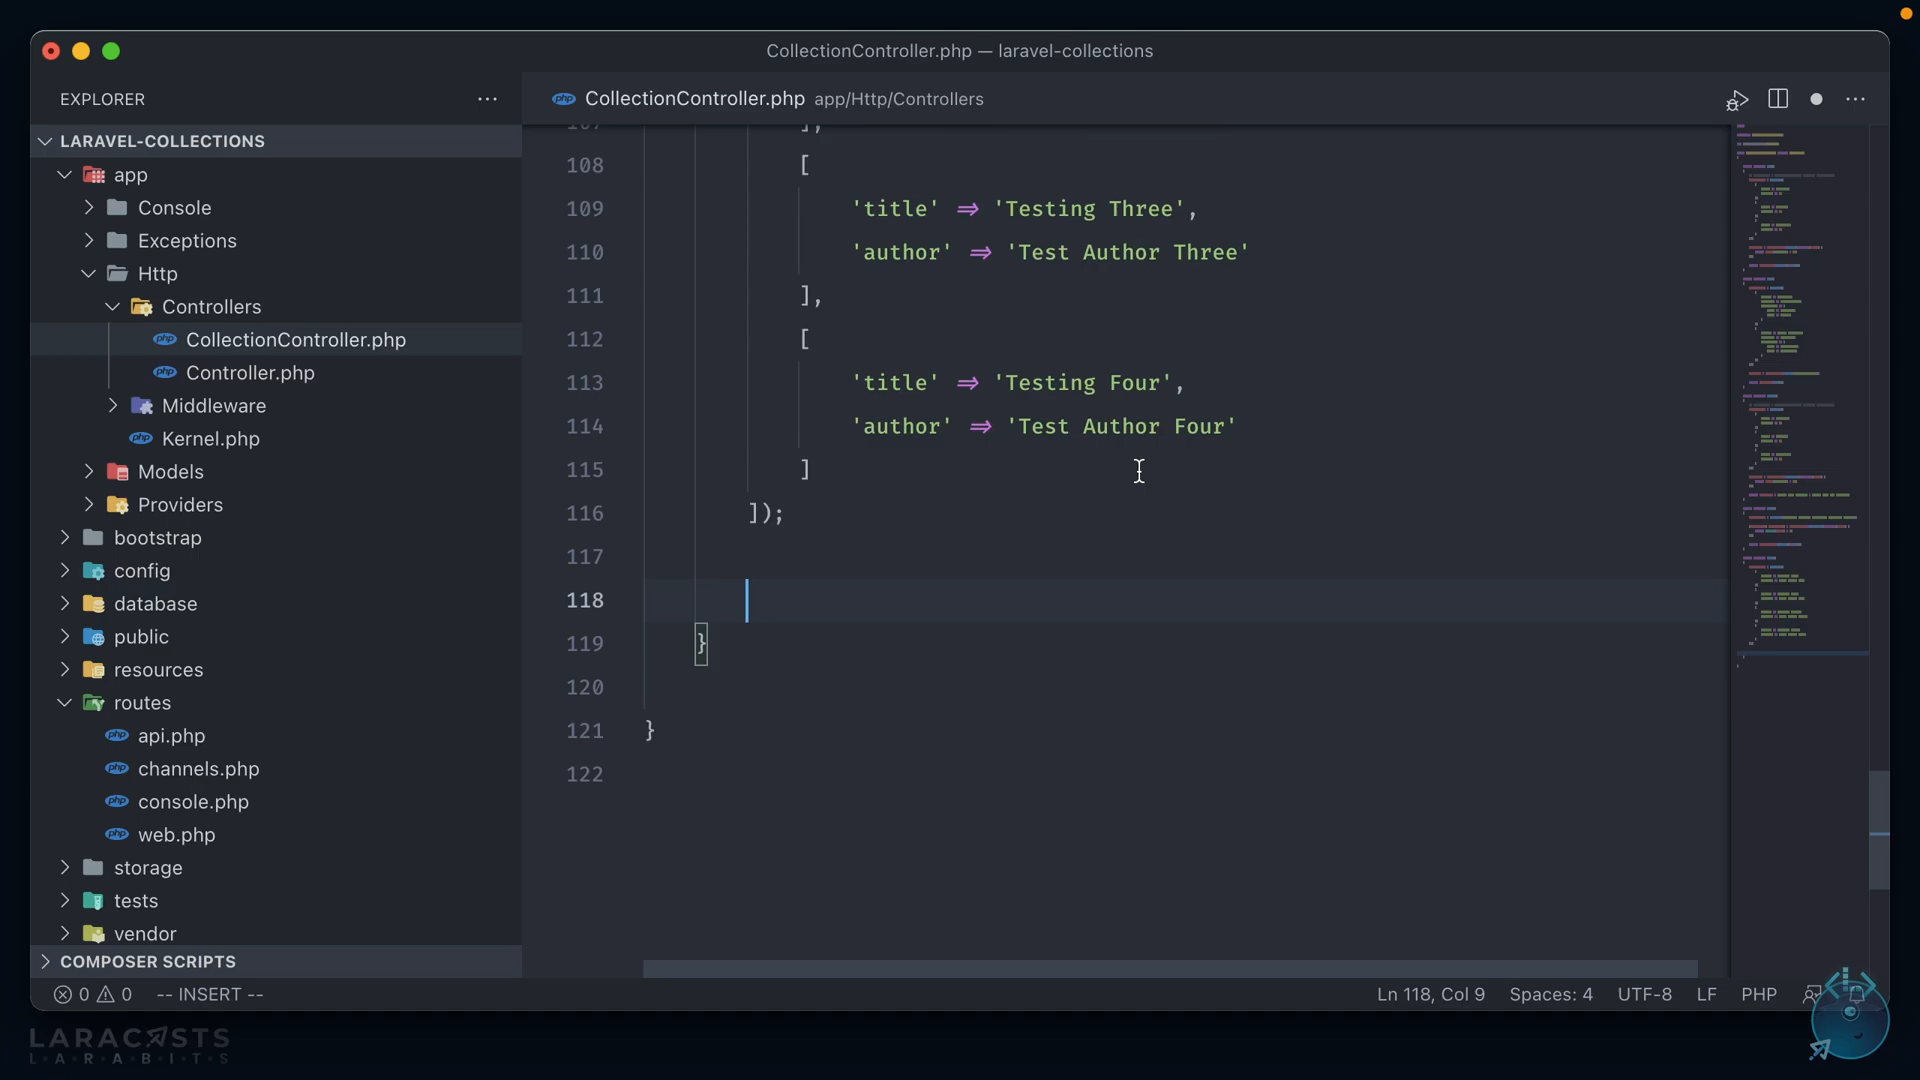 CollectionController.php — laravel-collections
EXPLORER
LARAVEL-COLLECTIONS
app
Console
Exceptions
Http
Controllers
CollectionController.php
Controller.php
Middleware
Kernel.php
Models
Providers
bootstrap
config
database
public
resources
routes
api.php
channels.php
console.php
web.php
storage
tests
vendor
COMPOSER SCRIPTS
CollectionController.php app/Http/Controllers
107 ],
108 [
109 'title' => 'Testing Three',
110 'author' => 'Test Author Three'
111 ],
112 [
113 'title' => 'Testing Four',
114 'author' => 'Test Author Four'
115 ]
116 ]);
117
118
119 }
120
121 }
122
0 0 -- INSERT --
Ln 118, Col 9 Spaces: 4 UTF-8 LF PHP
LARACASTS
L·A·R·A·B·I·T·S